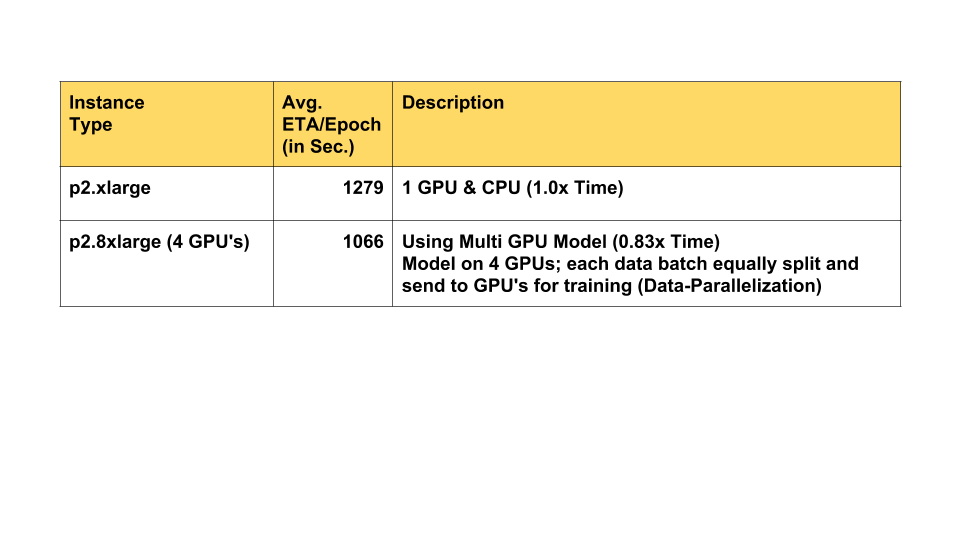 Instance
Type
Avg.
ETA/Epoch
(in Sec.)
Description
p2.xlarge
1279
1 GPU & CPU (1.0x Time)
p2.8xlarge (4 GPU's)
1066
Using Multi GPU Model (0.83x Time)
Model on 4 GPUs; each data batch equally split and
send to GPU's for training (Data-Parallelization)